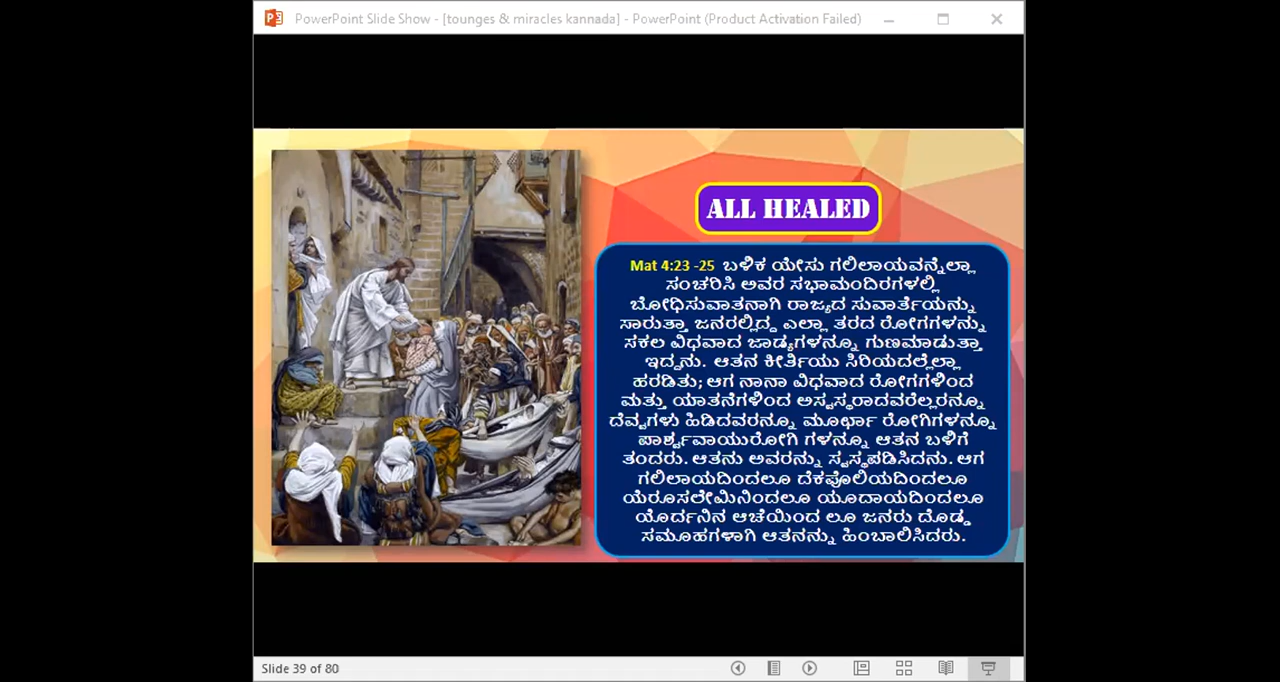 PowerPoint Slide Show - [tounges & miracles kannada] - PowerPoint (Product Activation Failed)
ALL HEALED
Mat 4:23 -25 ಬಳಿಕ ಯೇಸು ಗಲಿಲಾಯವನ್ನೆಲ್ಲಾ
ಸಂಚರಿಸಿ ಅವರ ಸಭಾಮಂದಿರಗಳಲ್ಲಿ
ಬೋಧಿಸುವಾತನಾಗಿ ರಾಜ್ಯದ ಸುವಾರ್ತೆಯನ್ನು
ಸಾರುತ್ತಾ ಜನರಲ್ಲಿದ್ದ ಎಲ್ಲಾ ತರದ ರೋಗಗಳನ್ನು
ಸಕಲ ವಿಧವಾದ ಜಾಡ್ಯಗಳನ್ನೂ ಗುಣಮಾಡುತ್ತಾ
ಇದ್ದನು. ಆತನ ಕೀರ್ತಿಯು ಸಿರಿಯದಲ್ಲೆಲ್ಲಾ
ಹರಡಿತು; ಆಗ ನಾನಾ ವಿಧವಾದ ರೋಗಗಳಿಂದ
ಮತ್ತು ಯಾತನೆಗಳಿಂದ ಅಸ್ವಸ್ಥರಾದವರೆಲ್ಲರನ್ನೂ
ದೆವ್ವಗಳು ಹಿಡಿದವರನ್ನೂ ಮೂರ್ಛಾ ರೋಗಿಗಳನ್ನೂ
ಪಾರ್ಶ್ವವಾಯುರೋಗಿ ಗಳನ್ನೂ ಆತನ ಬಳಿಗೆ
ತಂದರು. ಆತನು ಅವರನ್ನು ಸ್ವಸ್ಥಪಡಿಸಿದನು. ಆಗ
ಗಲಿಲಾಯದಿಂದಲೂ ದೆಕಪೊಲಿಯದಿಂದಲೂ
ಯೆರೂಸಲೇಮಿನಿಂದಲೂ ಯೂದಾಯದಿಂದಲೂ
ಯೊರ್ದನಿನ ಆಚೆಯಿಂದ ಲೂ ಜನರು ದೊಡ್ಡ
ಸಮೂಹಗಳಾಗಿ ಆತನನ್ನು ಹಿಂಬಾಲಿಸಿದರು.
Slide 39 of 80